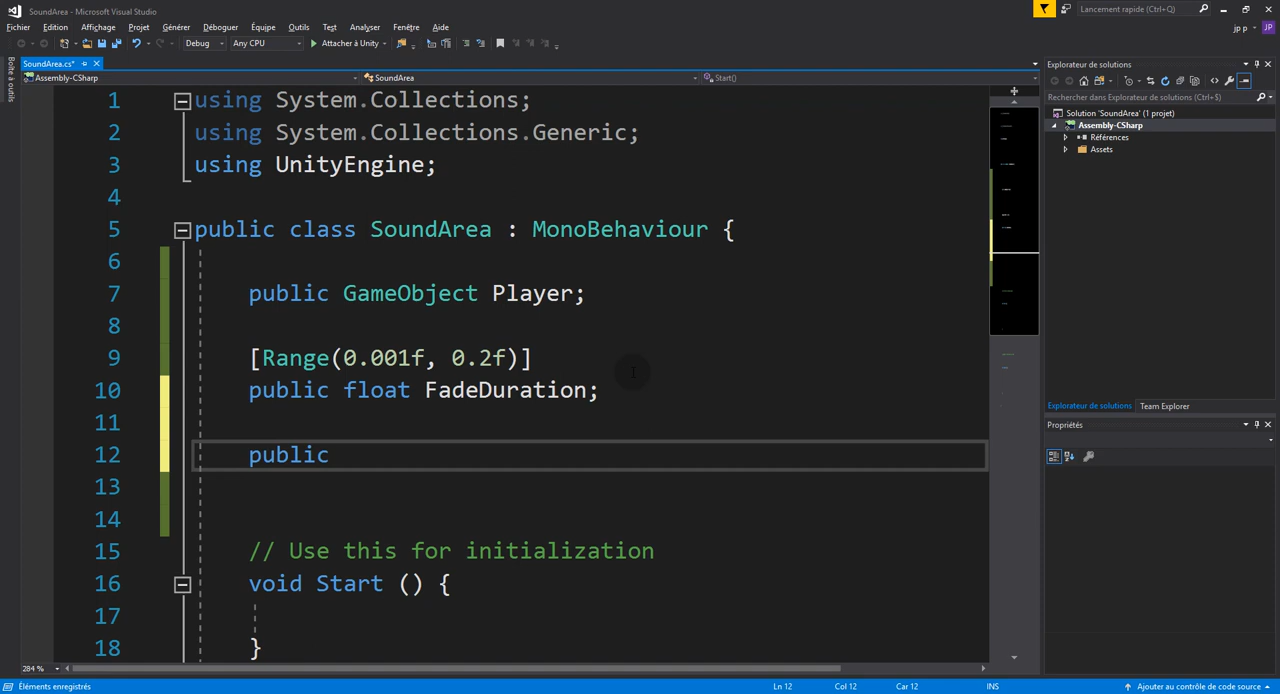 SoundArea - Microsoft Visual Studio
Lancement rapide (Ctrl+Q)
Fichier Edition Affichage Projet Générer Déboguer Équipe Outils Test Analyser Fenêtre Aide
jp p JP
Debug Any CPU Attacher à Unity
SoundArea.cs*
Explorateur de solutions
Boîte à outils
Assembly-CSharp SoundArea Start()
Rechercher dans Explorateur de solutions (Ctrl+$)
Solution 'SoundArea' (1 projet)
Assembly-CSharp
Références
Assets
1 using System.Collections;
2 using System.Collections.Generic;
3 using UnityEngine;
4
5 public class SoundArea : MonoBehaviour {
6
7 public GameObject Player;
8
9 [Range(0.001f, 0.2f)]
10 public float FadeDuration;
11
12 public
13
14
15 // Use this for initialization
16 void Start () {
17
18 }
Explorateur de solutions Team Explorer
Propriétés
284 %
Éléments enregistrés Ln 12 Col 12 Car 12 INS Ajouter au contrôle de code source